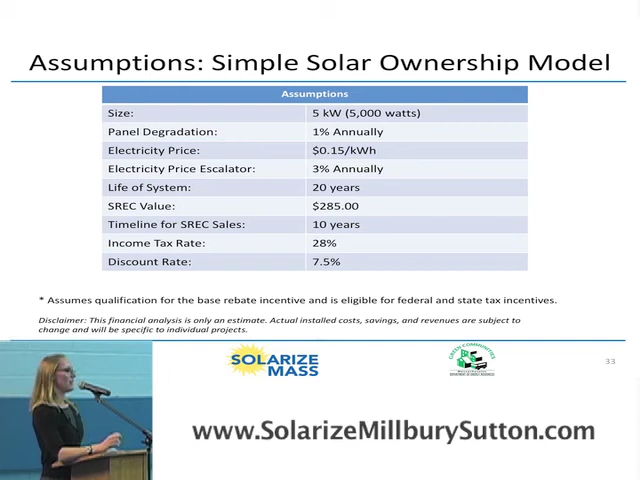 Assumptions: Simple Solar Ownership Model
Assumptions
Size: 5 kW (5,000 watts)
Panel Degradation: 1% Annually
Electricity Price: $0.15/kWh
Electricity Price Escalator: 3% Annually
Life of System: 20 years
SREC Value: $285.00
Timeline for SREC Sales: 10 years
Income Tax Rate: 28%
Discount Rate: 7.5%
* Assumes qualification for the base rebate incentive and is eligible for federal and state tax incentives.
Disclaimer: This financial analysis is only an estimate. Actual installed costs, savings, and revenues are subject to
change and will be specific to individual projects.
SOLARIZE
MASS
GREEN COMMUNITIES
33
www.SolarizeMillburySutton.com